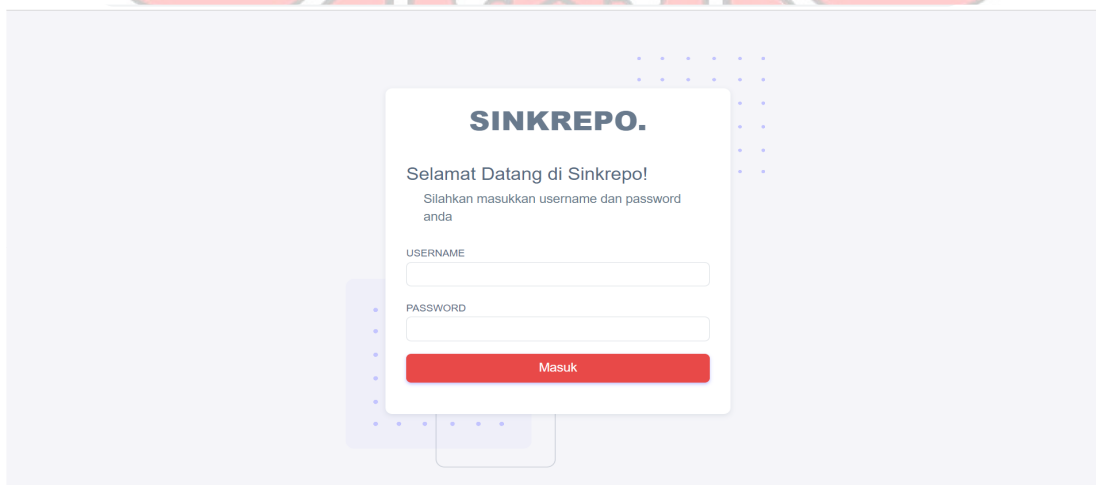 SINKREPO.
Selamat Datang di Sinkrepo!
Silahkan masukkan username dan password
anda
USERNAME
PASSWORD
Masuk